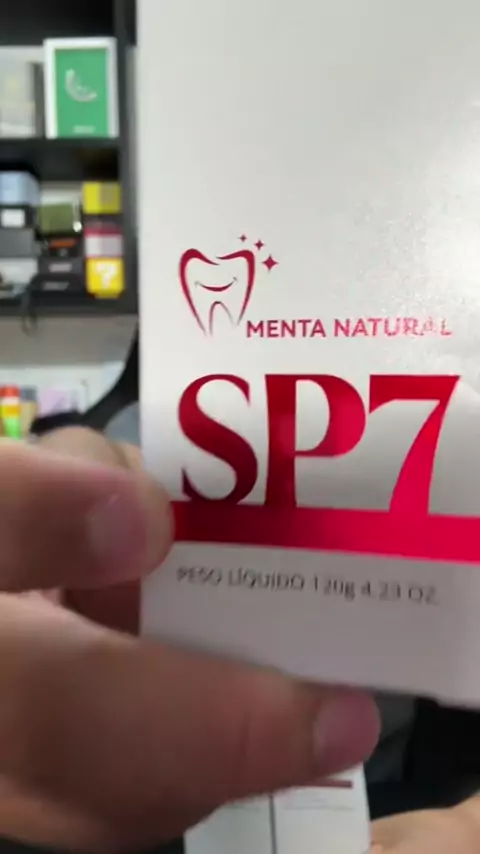 MENTA NATURAL
SP7
PESO LÍQUIDO 120g 4.23 OZ